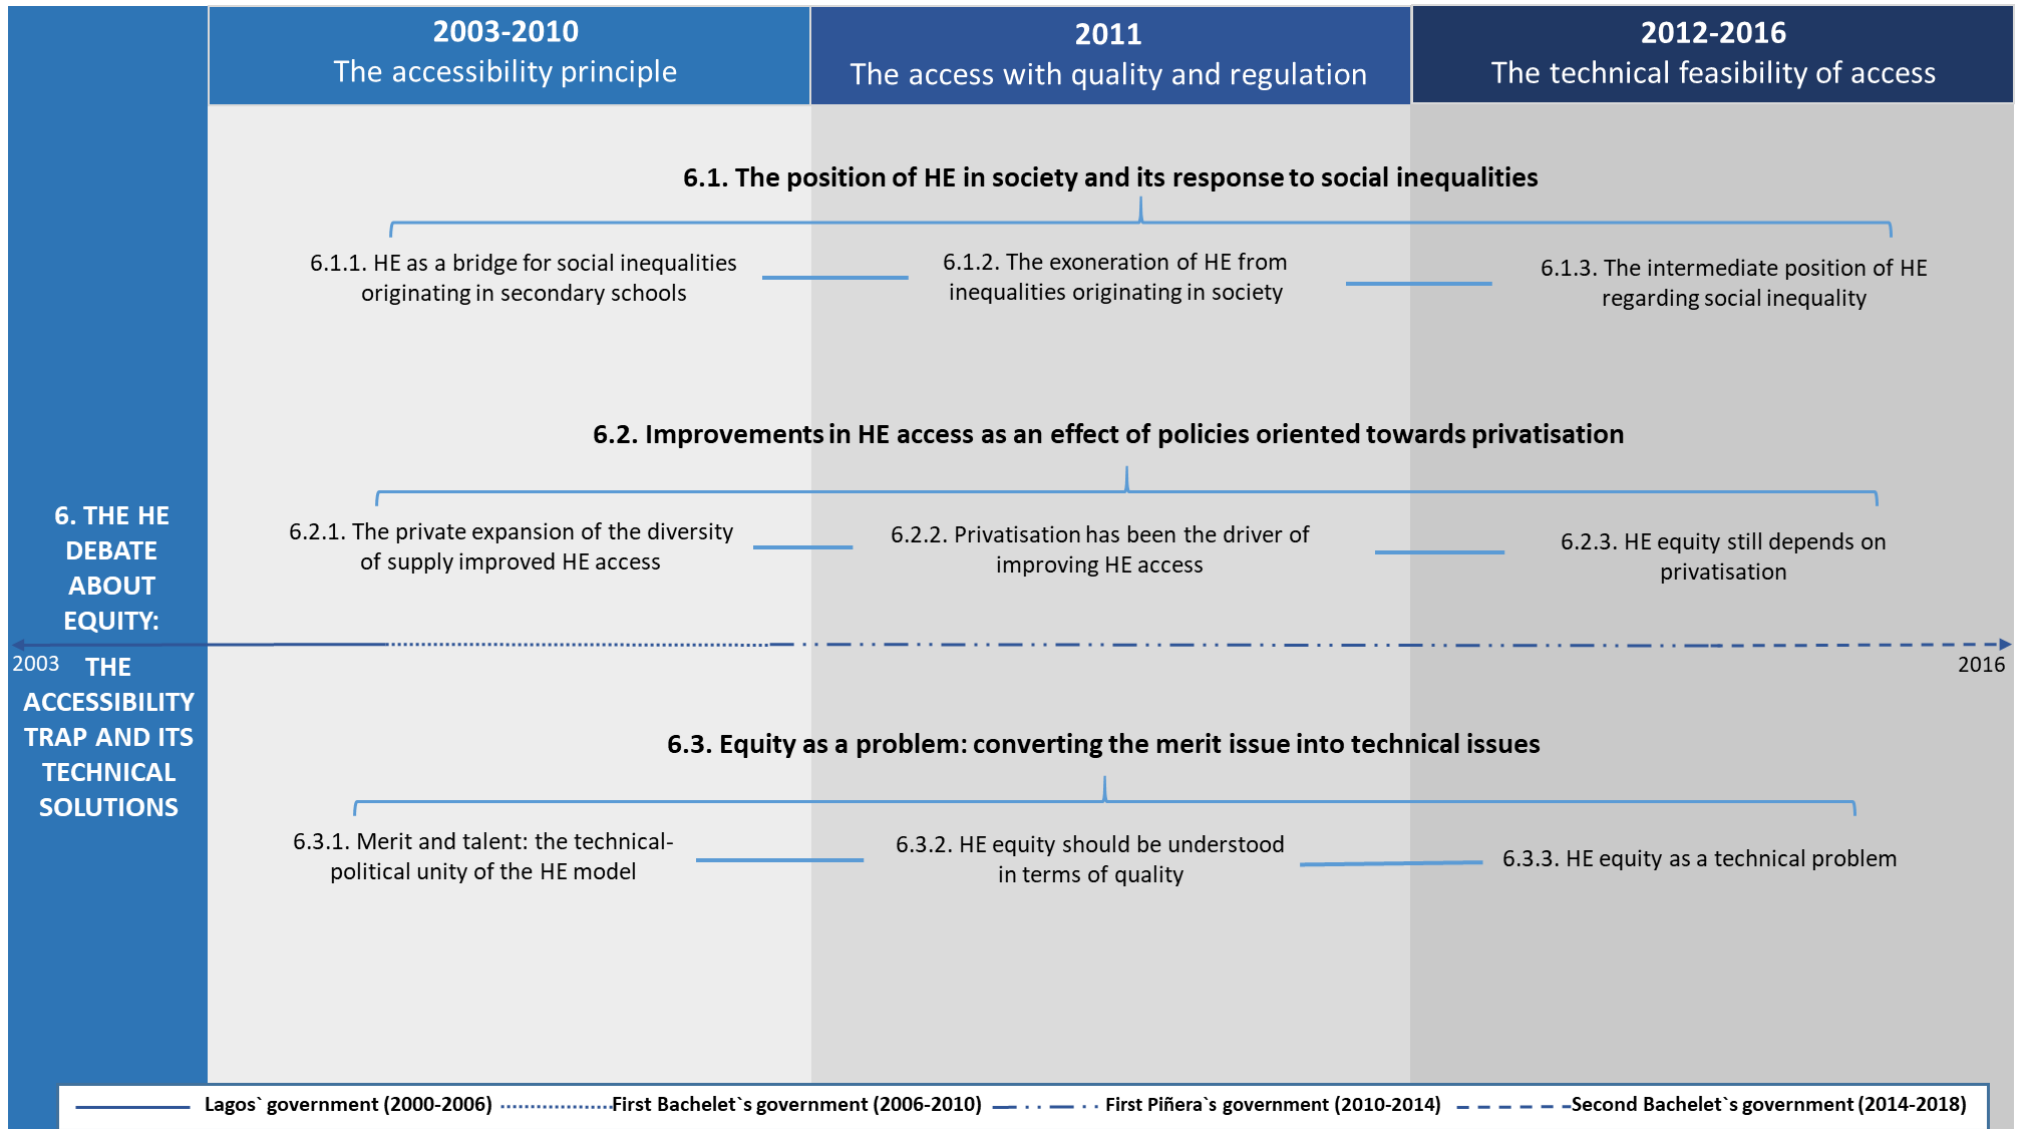 2003-2010
The accessibility principle
2011
The access with quality and regulation
2012-2016
The technical feasibility of access
6. THE HE
DEBATE
ABOUT
EQUITY:
THE
ACCESSIBILITY
TRAP AND ITS
TECHNICAL
SOLUTIONS
6.1. The position of HE in society and its response to social inequalities
6.1.1. HE as a bridge for social inequalities
originating in secondary schools
6.1.2. The exoneration of HE from
inequalities originating in society
6.1.3. The intermediate position of HE
regarding social inequality
6.2. Improvements in HE access as an effect of policies oriented towards privatisation
6.2.1. The private expansion of the diversity
of supply improved HE access
6.2.2. Privatisation has been the driver of
improving HE access
6.2.3. HE equity still depends on
privatisation
2003
2016
6.3. Equity as a problem: converting the merit issue into technical issues
6.3.1. Merit and talent: the technical-
political unity of the HE model
6.3.2. HE equity should be understood
in terms of quality
6.3.3. HE equity as a technical problem
Lagos` government (2000-2006)
First Bachelet`s government (2006-2010)
First Piñera`s government (2010-2014)
Second Bachelet`s government (2014-2018)